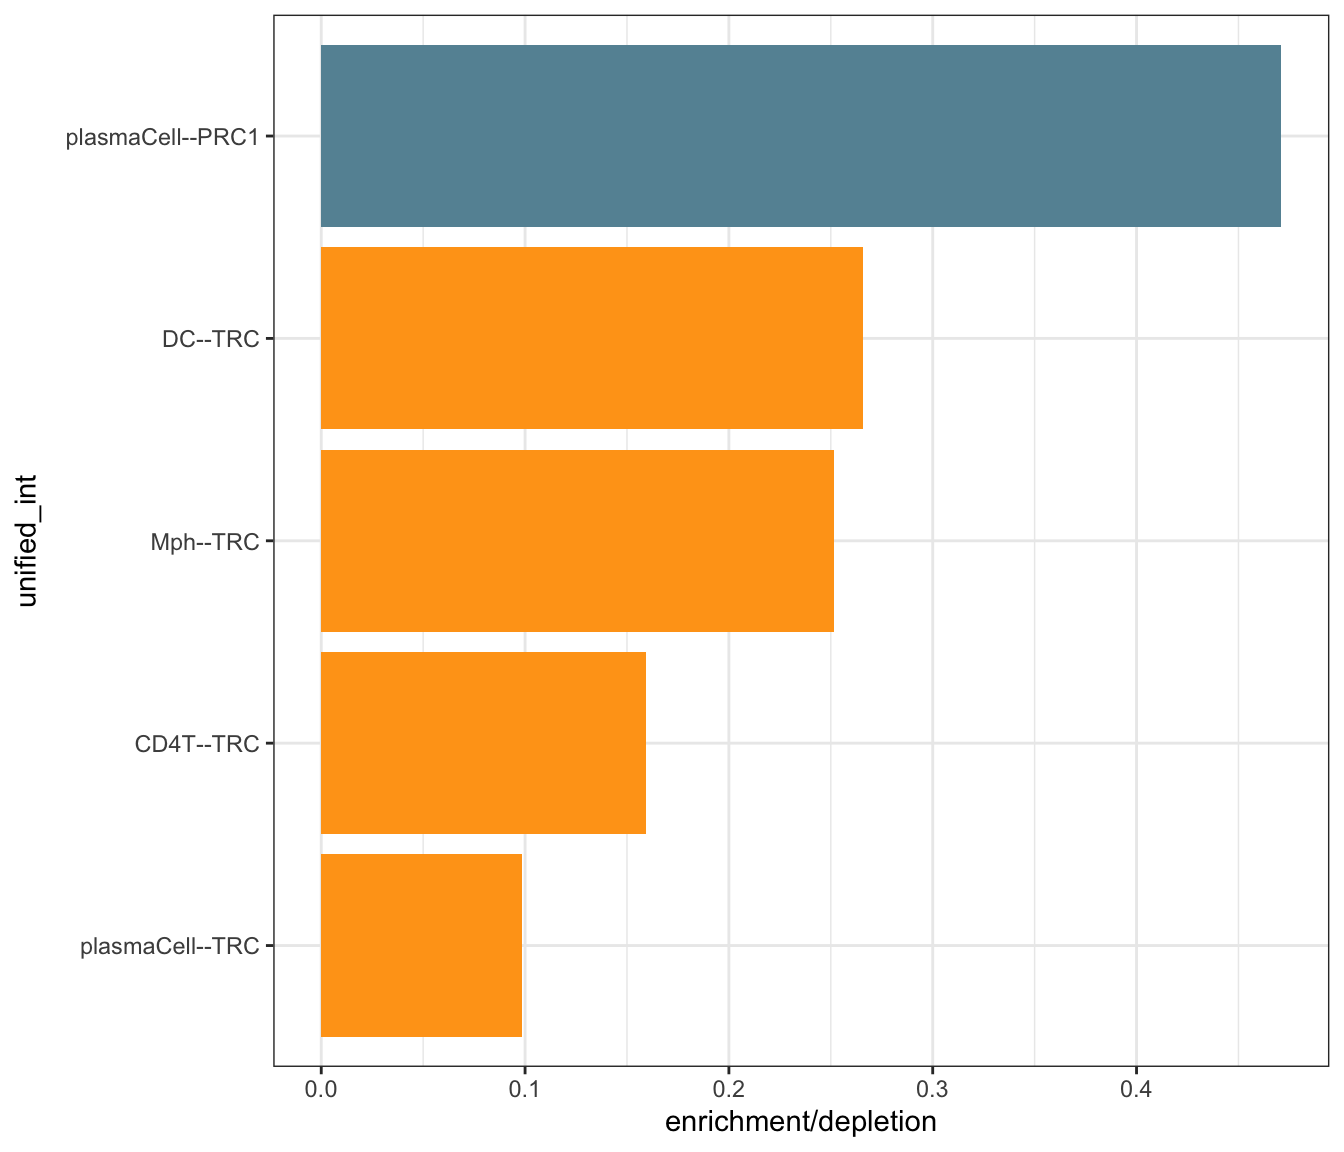 plasmaCell--PRC1
DC--TRC
Mph--TRC
CD4T--TRC
plasmaCell--TRC
unified_int
0.0 0.1 0.2 0.3 0.4
enrichment/depletion